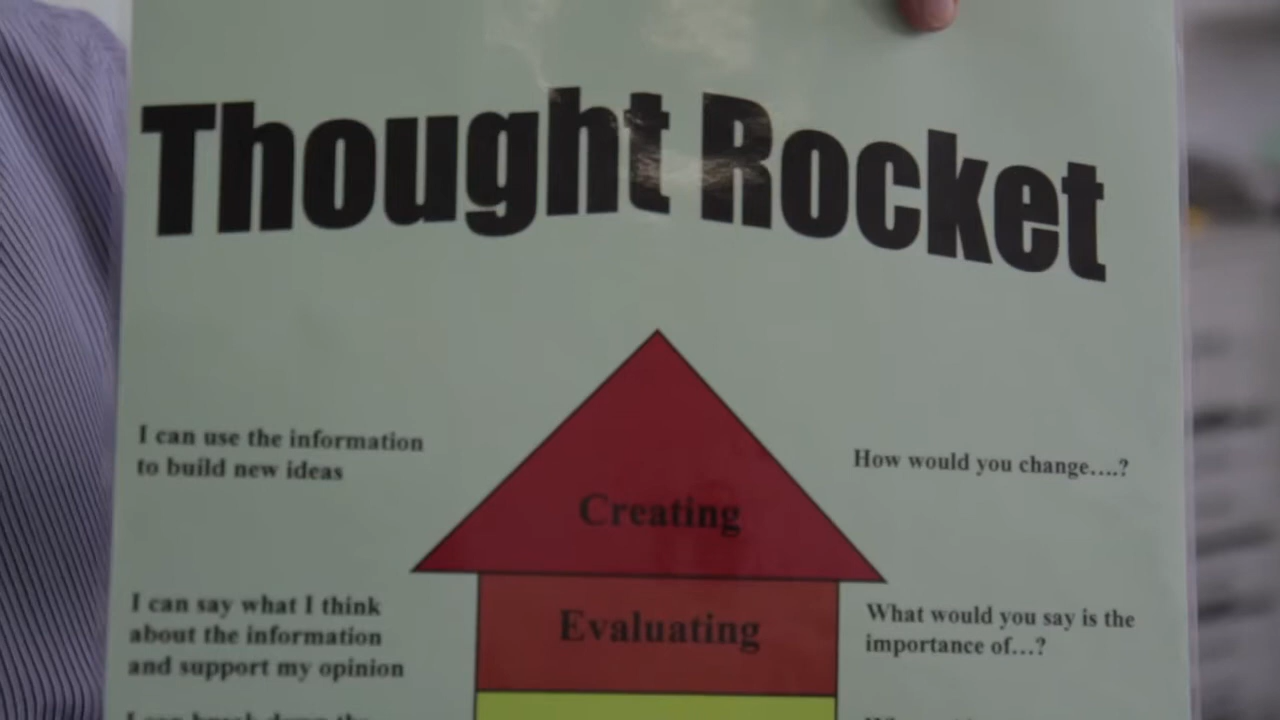 Thought Rocket
I can use the information
to build new ideas
How would you change....?
Creating
I can say what I think
about the information
and support my opinion
Evaluating
What would you say is the
importance of...?